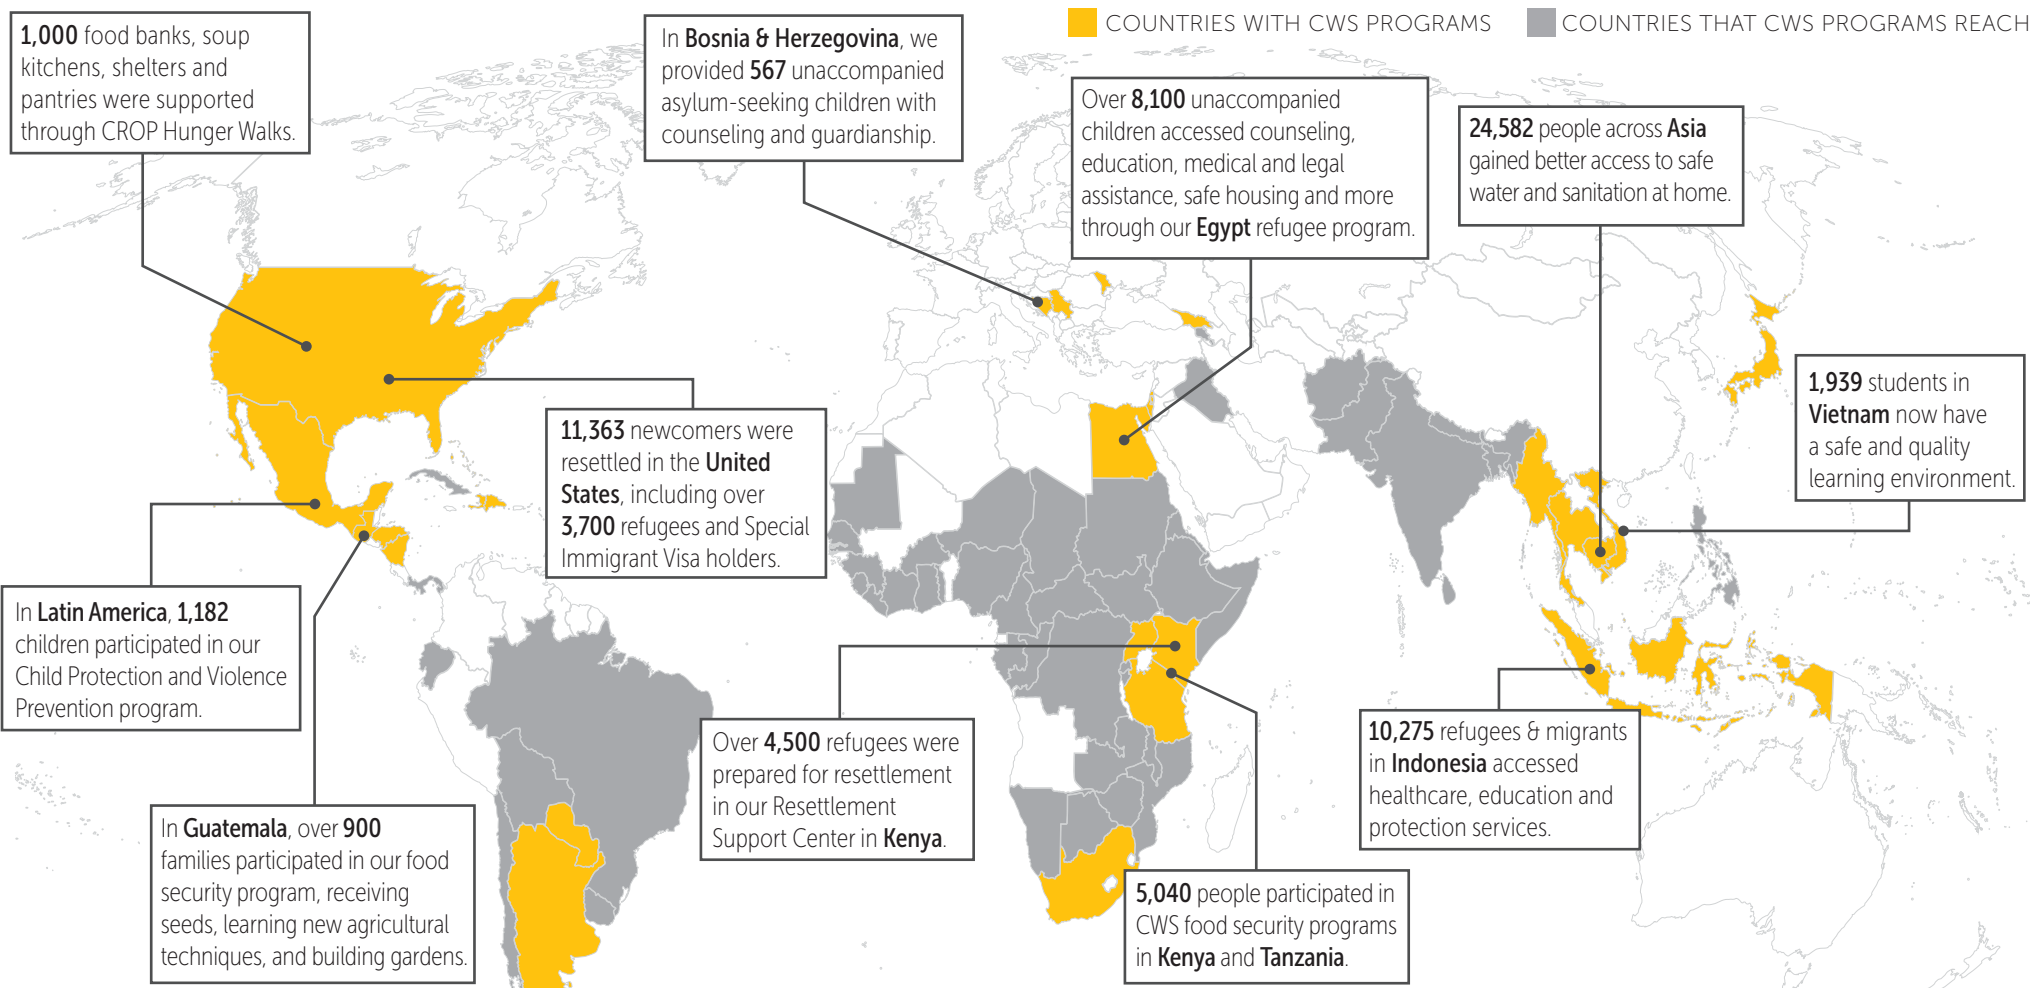 COUNTRIES WITH CWS PROGRAMS
COUNTRIES THAT CWS PROGRAMS REACH
1,000 food banks, soup
kitchens, shelters and
pantries were supported
through CROP Hunger Walks.
In Bosnia & Herzegovina, we
provided 567 unaccompanied
asylum-seeking children with
counseling and guardianship.
Over 8,100 unaccompanied
children accessed counseling,
education, medical and legal
assistance, safe housing and more
through our Egypt refugee program.
24,582 people across Asia
gained better access to safe
water and sanitation at home.
1,939 students in
Vietnam now have
a safe and quality
learning environment.
11,363 newcomers were
resettled in the United
States, including over
3,700 refugees and Special
Immigrant Visa holders.
In Latin America, 1,182
children participated in our
Child Protection and Violence
Prevention program.
Over 4,500 refugees were
prepared for resettlement
in our Resettlement
Support Center in Kenya.
10,275 refugees & migrants
in Indonesia accessed
healthcare, education and
protection services.
In Guatemala, over 900
families participated in our food
security program, receiving
seeds, learning new agricultural
techniques, and building gardens.
5,040 people participated in
CWS food security programs
in Kenya and Tanzania.